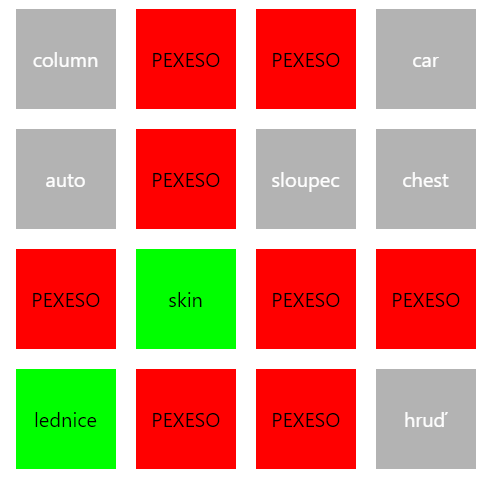 column PEXESO PEXESO car
auto PEXESO sloupec chest
PEXESO skin PEXESO PEXESO
lednice PEXESO PEXESO hruď